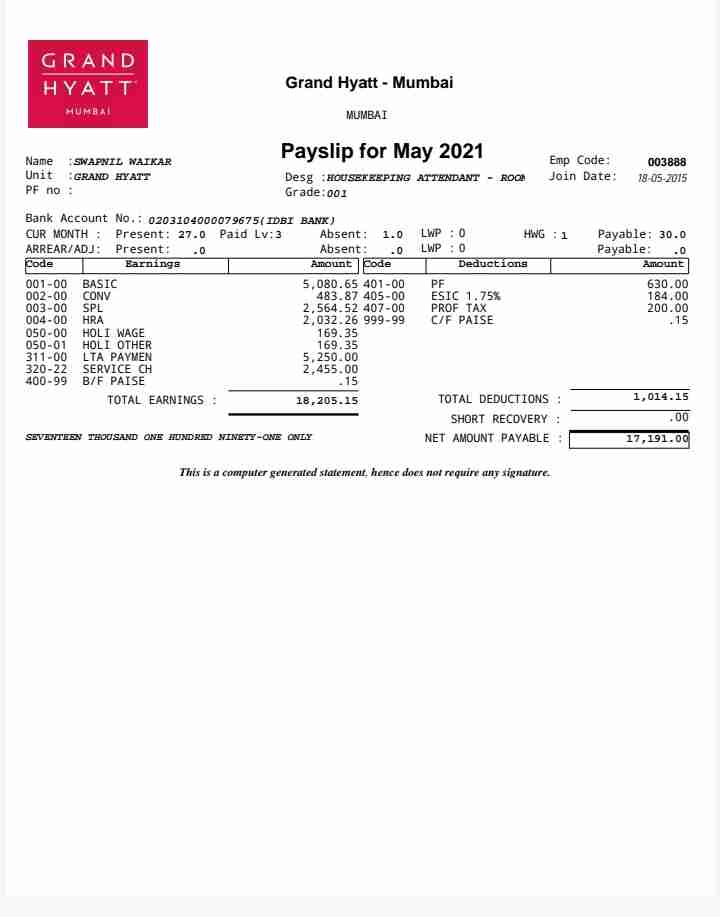 GRAND
HYATT
MUMBAI
Grand Hyatt - Mumbai
MUMBAI
Payslip for May 2021
Name :SWAPNIL WAIKAR Emp Code: 003888
Unit :GRAND HYATT Desg :HOUSEKEEPING ATTENDANT - ROOM Join Date: 18-05-2015
PF no : Grade:001
Bank Account No.: 0203104000079675(IDBI BANK)
CUR MONTH : Present: 27.0 Paid Lv:3 Absent: 1.0 LWP :0 HWG :1 Payable: 30.0
ARREAR/ADJ: Present: .0 Absent: .0 LWP :0 Payable: .0
Code Earnings Amount Code Deductions Amount
001-00 BASIC 5,080.65 401-00 PF 630.00
002-00 CONV 483.87 405-00 ESIC 1.75% 184.00
003-00 SPL 2,564.52 407-00 PROF TAX 200.00
004-00 HRA 2,032.26 999-99 C/F PAISE .15
050-00 HOLI WAGE 169.35
050-01 HOLI OTHER 169.35
311-00 LTA PAYMEN 5,250.00
320-22 SERVICE CH 2,455.00
400-99 B/F PAISE .15
TOTAL EARNINGS : 18,205.15 TOTAL DEDUCTIONS : 1,014.15
SHORT RECOVERY : .00
SEVENTEEN THOUSAND ONE HUNDRED NINETY-ONE ONLY NET AMOUNT PAYABLE : 17,191.00
This is a computer generated statement, hence does not require any signature.